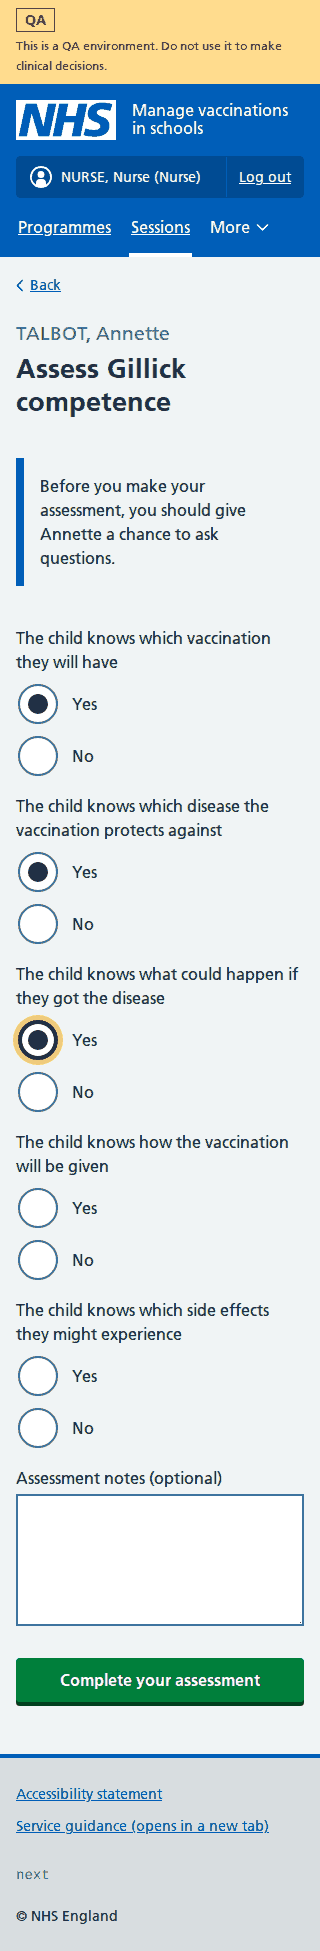 QA
This is a QA environment. Do not use it to make
clinical decisions.
NHS
Manage vaccinations
in schools
NURSE, Nurse (Nurse)
Log out
Programmes
Sessions
More
Back
TALBOT, Annette
Assess Gillick
competence
Before you make your
assessment, you should give
Annette a chance to ask
questions.
The child knows which vaccination
they will have
Yes
No
The child knows which disease the
vaccination protects against
Yes
No
The child knows what could happen if
they got the disease
Yes
No
The child knows how the vaccination
will be given
Yes
No
The child knows which side effects
they might experience
Yes
No
Assessment notes (optional)
Complete your assessment
Accessibility statement
Service guidance (opens in a new tab)
next
© NHS England